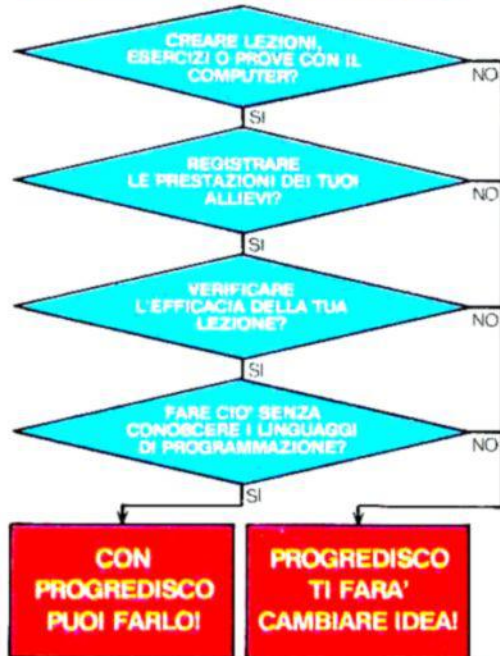 CREARE LEZIONI,
ESERCIZI O PROVE CON IL
COMPUTER?
NO
SI
REGISTRARE
LE PRESTAZIONI DEI TUOI
ALLIEVI?
NO
SI
VERIFICARE
L'EFFICACIA DELLA TUA
LEZIONE?
NO
SI
FARE CIO' SENZA
CONOSCERE I LINGUAGGI
DI PROGRAMMAZIONE?
NO
SI
CON
PROGREDISCO
PUOI FARLO!
PROGREDISCO
TI FARA'
CAMBIARE IDEA!